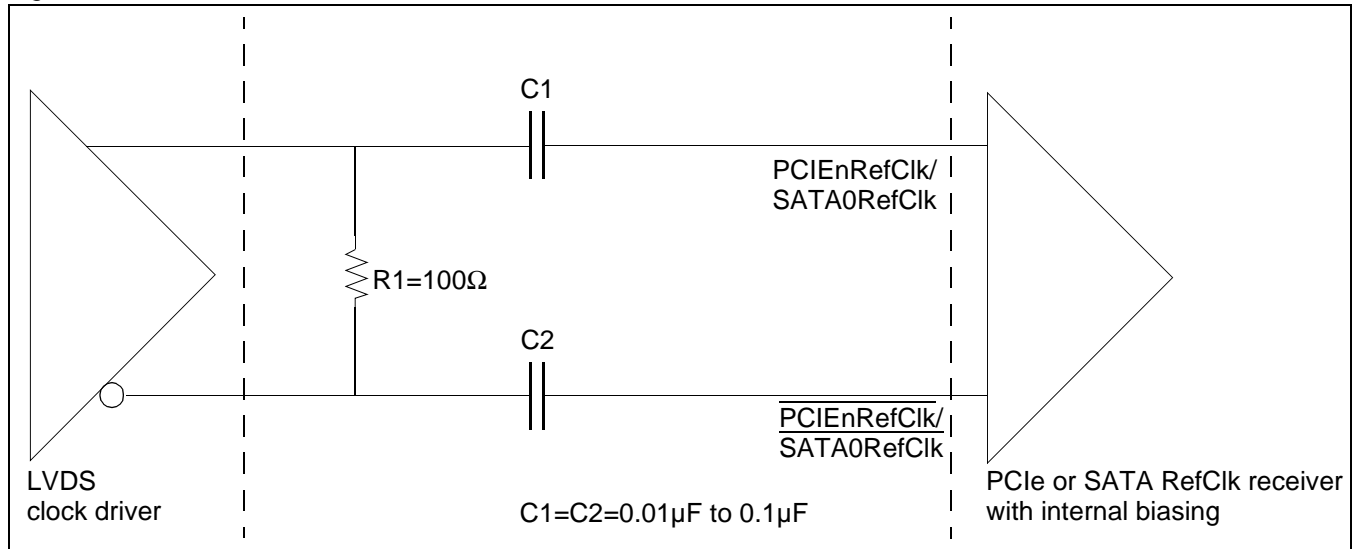 C1
PCIEnRefClk/
SATA0RefClk
R1=100Ω
C2
PCIEnRefClk/
SATA0RefClk
LVDS
clock driver
C1=C2=0.01µF to 0.1µF
PCIe or SATA RefClk receiver
with internal biasing